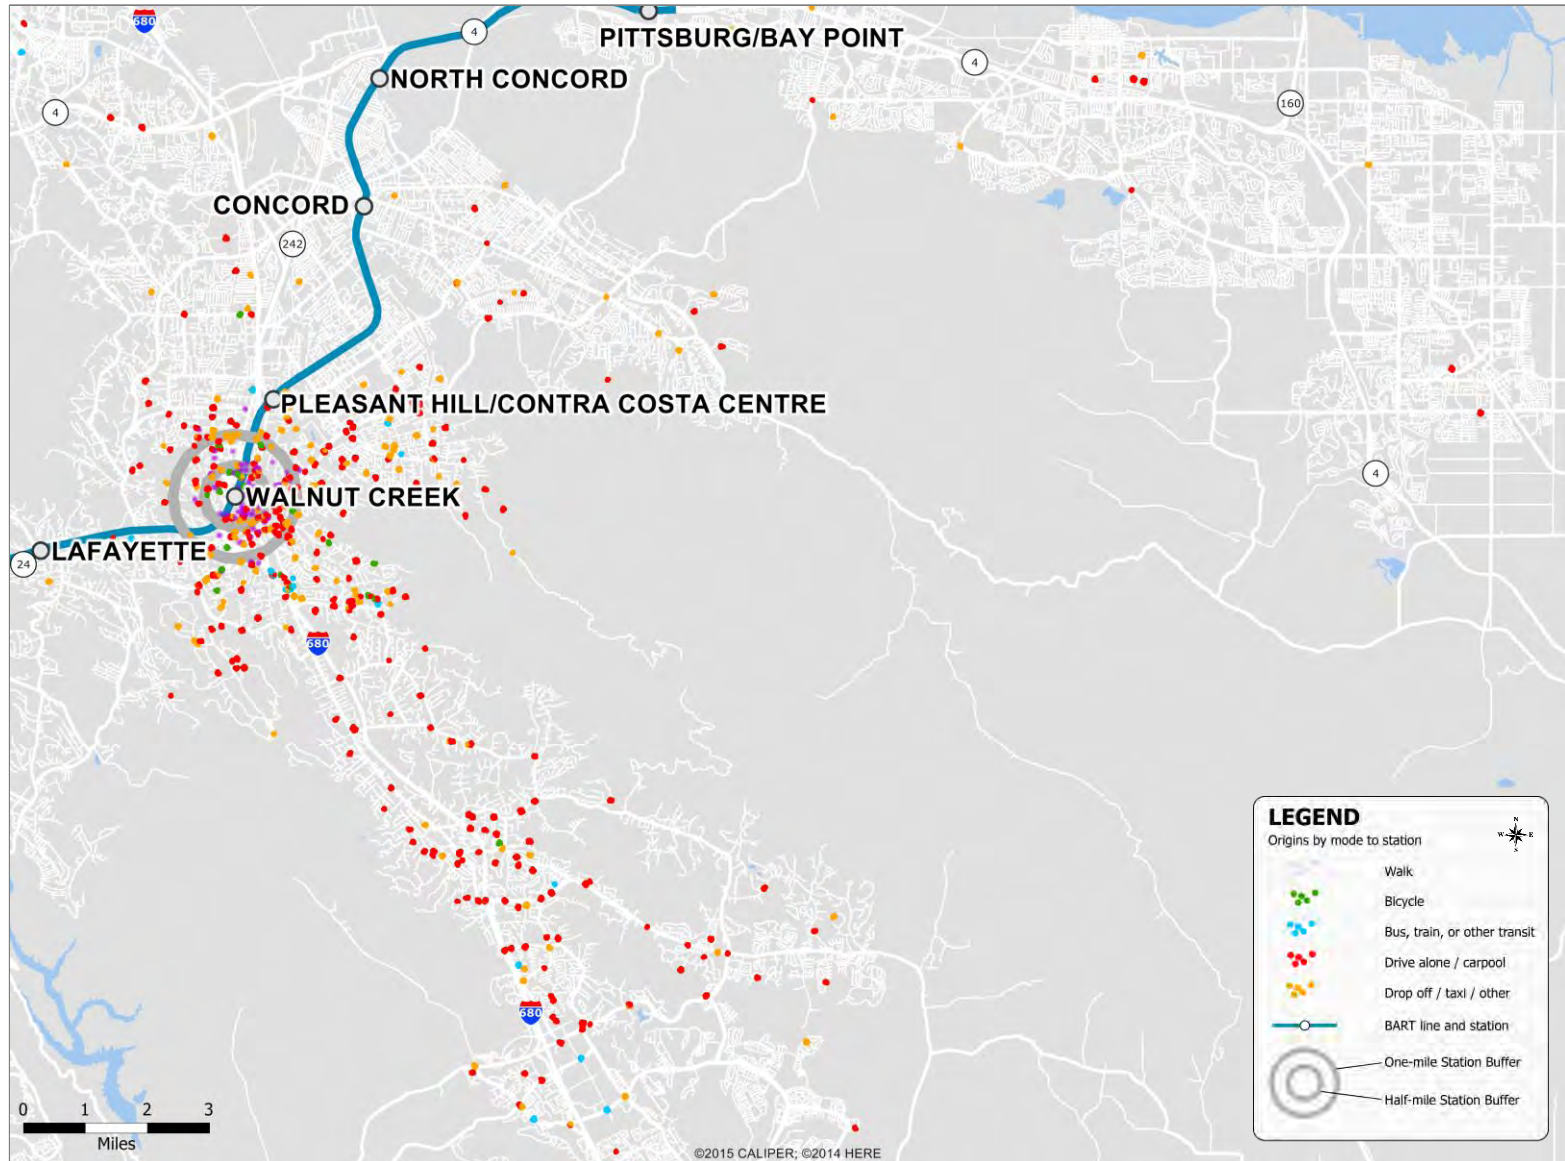 680
4
PITTSBURG/BAY POINT
NORTH CONCORD
4
4
160
CONCORD
242
PLEASANT HILL/CONTRA COSTA CENTRE
4
WALNUT CREEK
LAFAYETTE
24
680
LEGEND
Origins by mode to station
N
W E
S
Walk
Bicycle
Bus, train, or other transit
Drive alone / carpool
Drop off / taxi / other
BART line and station
One-mile Station Buffer
Half-mile Station Buffer
680
0 1 2 3
Miles
©2015 CALIPER; ©2014 HERE